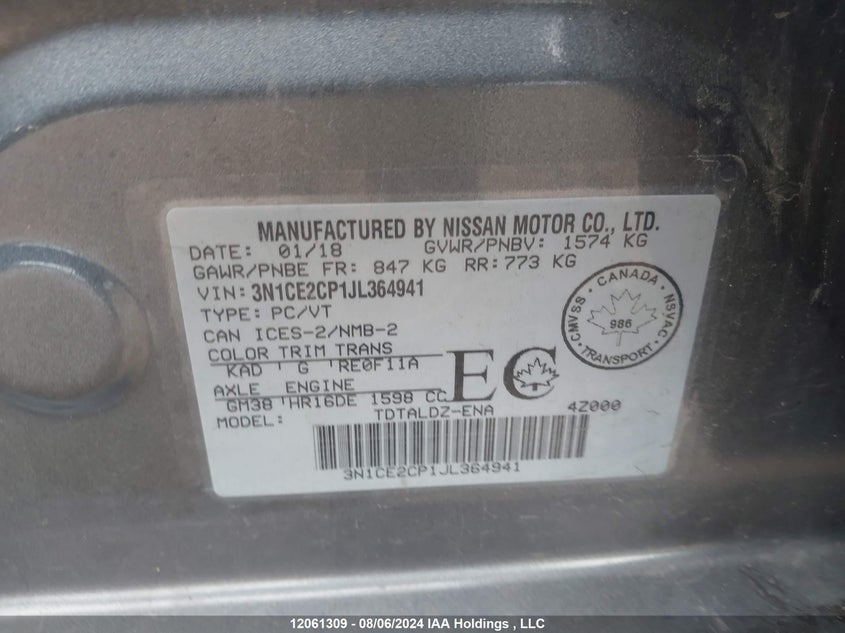 MANUFACTURED BY NISSAN MOTOR CO., LTD.
DATE: 01/18 GVWR/PNBV: 1574 KG
GAWR/PNBE FR: 847 KG RR: 773 KG
VIN: 3N1CE2CP1JL364941
TYPE: PC/VT
CAN ICES-2/NMB-2
COLOR TRIM TRANS
KAD G RE0F11A
AXLE ENGINE
GM38 HR16DE 1598 CC
MODEL: TDTALDZ-ENA 4Z000
EC
CANADA
CMVSS NSVAC
986
TRANSPORT
3N1CE2CP1JL364941
12061309 - 08/06/2024 IAA Holdings , LLC